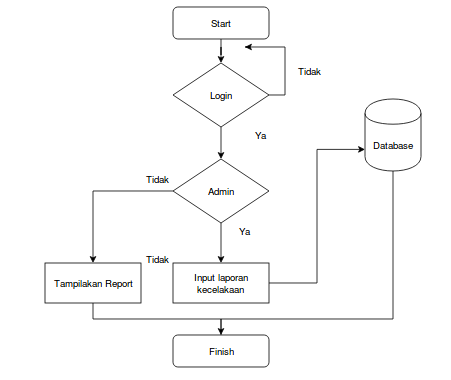 Start
Tidak
Login
Ya
Database
Tidak
Admin
Ya
Tidak
Tampilakan Report
Input laporan
kecelakaan
Finish